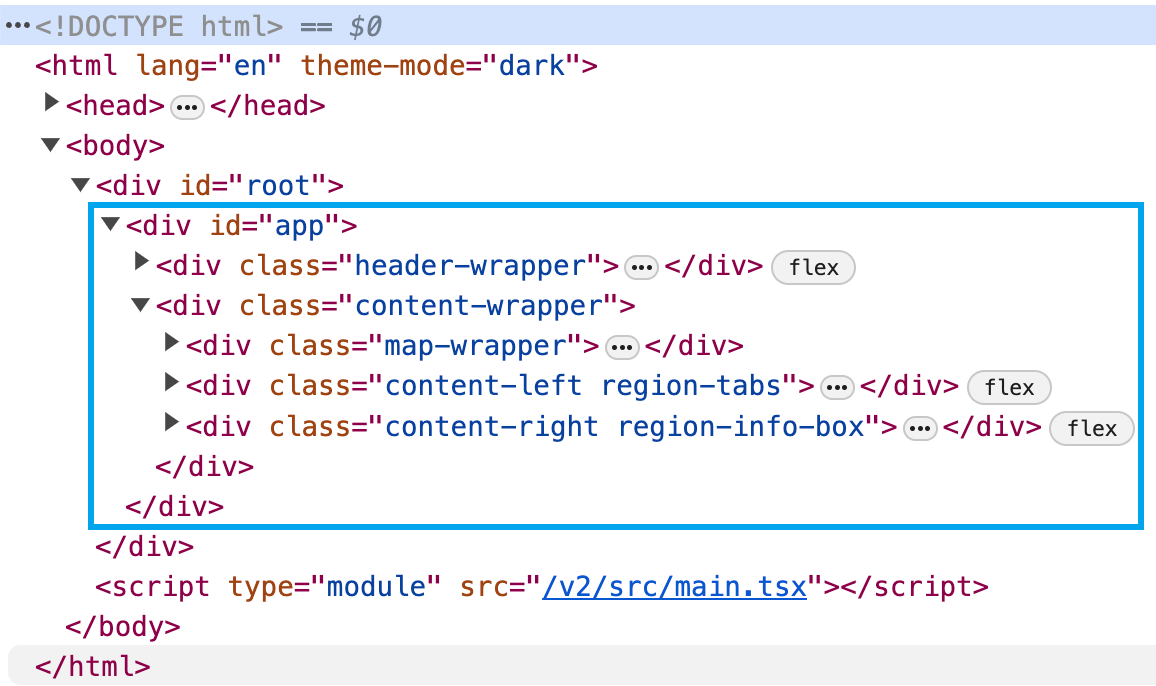 •••<!DOCTYPE html> == $0
<html lang="en" theme-mode="dark">
▶<head>•••</head>
▼<body>
▼<div id="root">
▼<div id="app">
▶<div class="header-wrapper">•••</div> flex
▼<div class="content-wrapper">
▶<div class="map-wrapper">•••</div>
▶<div class="content-left region-tabs">•••</div> flex
▶<div class="content-right region-info-box">•••</div> flex
</div>
</div>
</div>
<script type="module" src="/v2/src/main.tsx"></script>
</body>
</html>